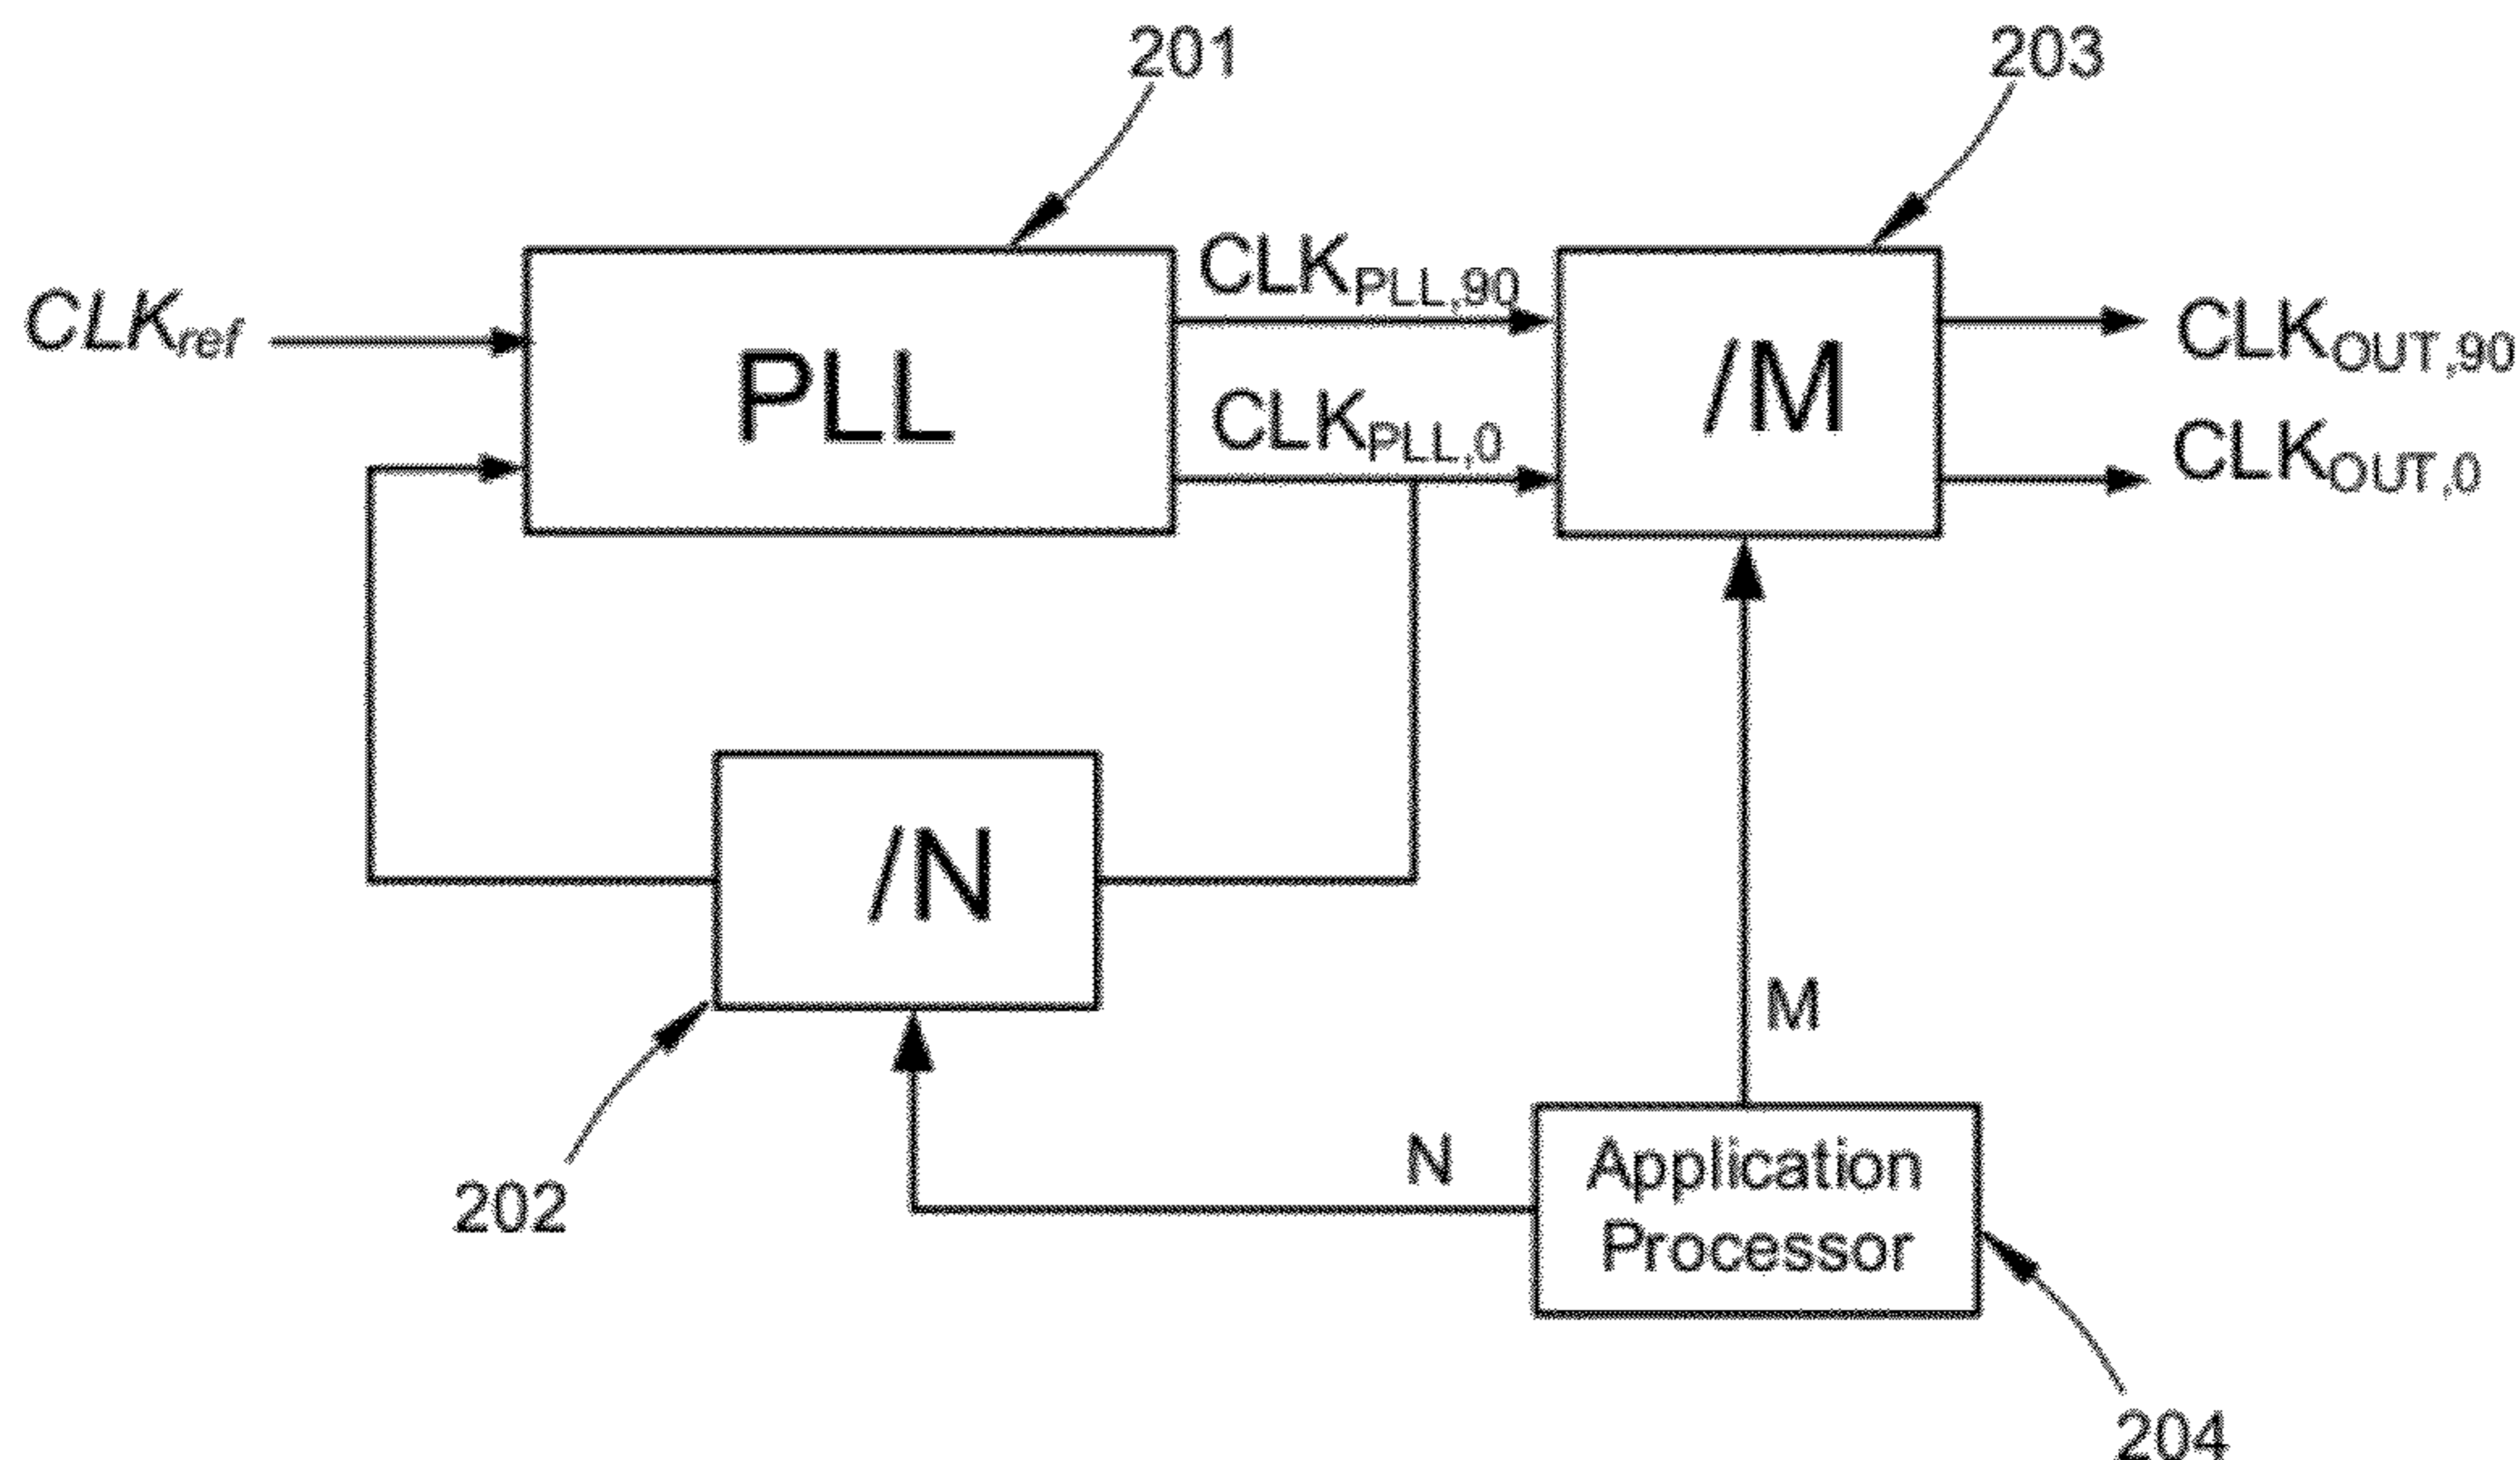 201
203
CLKref
PLL
CLKPLL,90
CLKPLL,0
/M
CLKOUT,90
CLKOUT,0
/N
M
N
202
Application
Processor
204